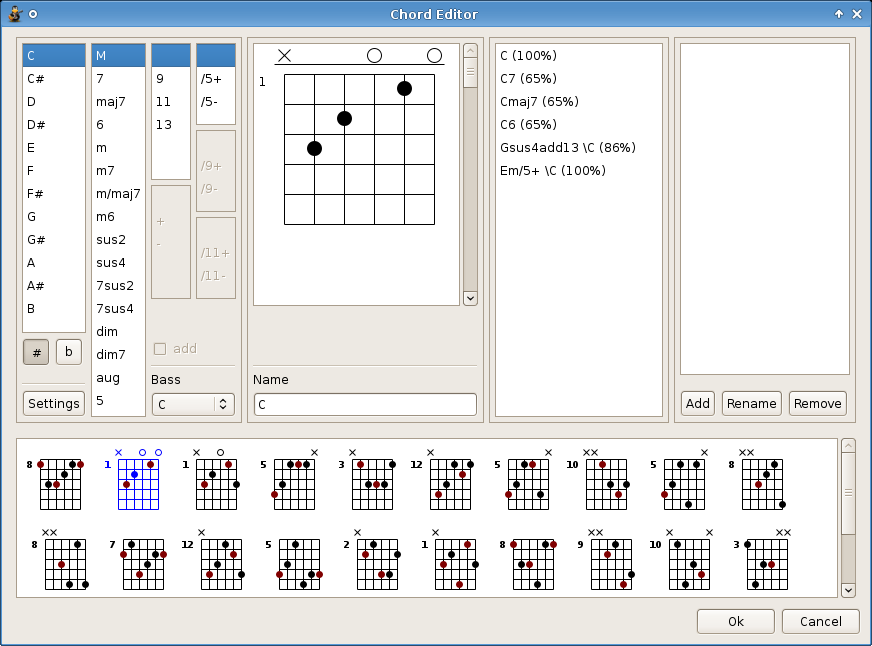 Chord Editor
C
C#
D
D#
E
F
F#
G
G#
A
A#
B
#
b
Settings
M
7
maj7
6
m
m7
m/maj7
m6
sus2
sus4
7sus2
7sus4
dim
dim7
aug
5
9
11
13
+
-
/5+
/5-
/9+
/9-
/11+
/11-
add
Bass
C
1
Name
C
C (100%)
C7 (65%)
Cmaj7 (65%)
C6 (65%)
Gsus4add13 \C (86%)
Em/5+ \C (100%)
Add
Rename
Remove
8 1 1 5 3 12 5 10 5 8
8 7 12 5 2 1 8 9 10 3
Ok
Cancel